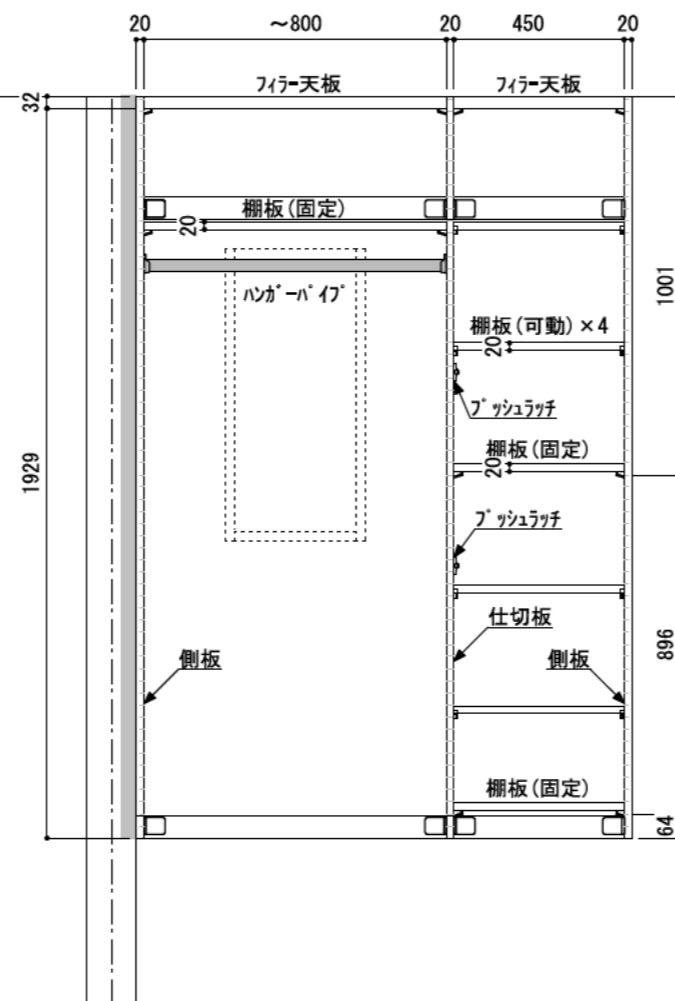 20 ~800 20 450 20
フィラー天板 フィラー天板
32
棚板(固定)
20
ハンガーパイプ
1001
棚板(可動)×4
20
プッシュラッチ
棚板(固定)
20
1929
プッシュラッチ
仕切板
側板 側板
896
棚板(固定)
64